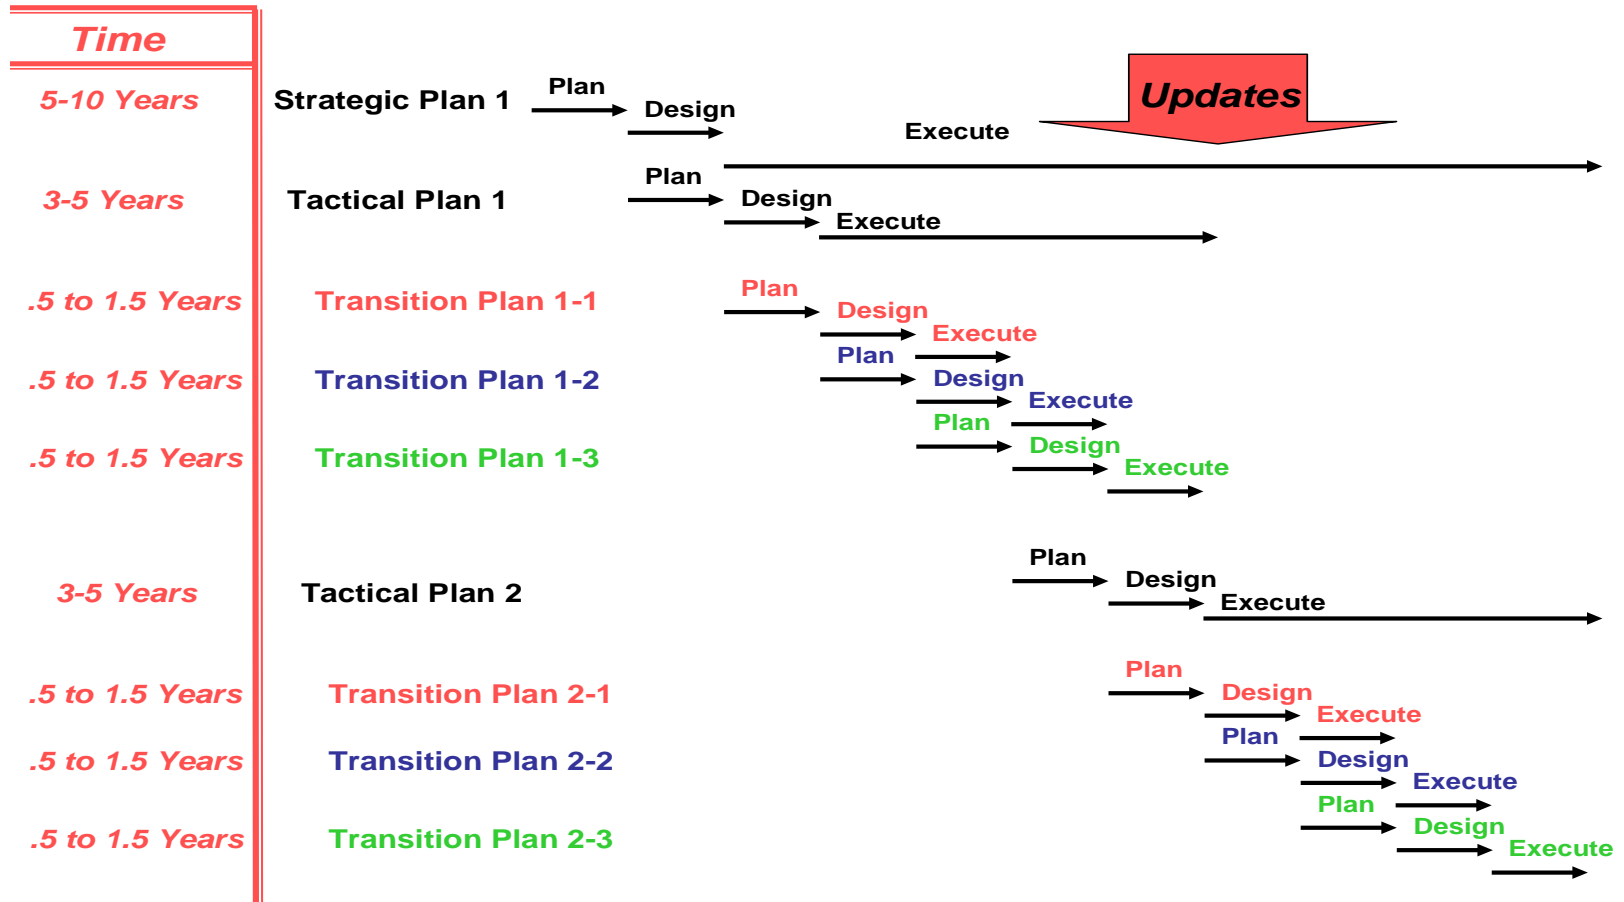 Time
5-10 Years Strategic Plan 1 Plan Design Execute Updates
3-5 Years Tactical Plan 1 Plan Design Execute
.5 to 1.5 Years Transition Plan 1-1 Plan Design Execute
.5 to 1.5 Years Transition Plan 1-2 Plan Design Execute
.5 to 1.5 Years Transition Plan 1-3 Plan Design Execute
3-5 Years Tactical Plan 2 Plan Design Execute
.5 to 1.5 Years Transition Plan 2-1 Plan Design Execute
.5 to 1.5 Years Transition Plan 2-2 Plan Design Execute
.5 to 1.5 Years Transition Plan 2-3 Plan Design Execute